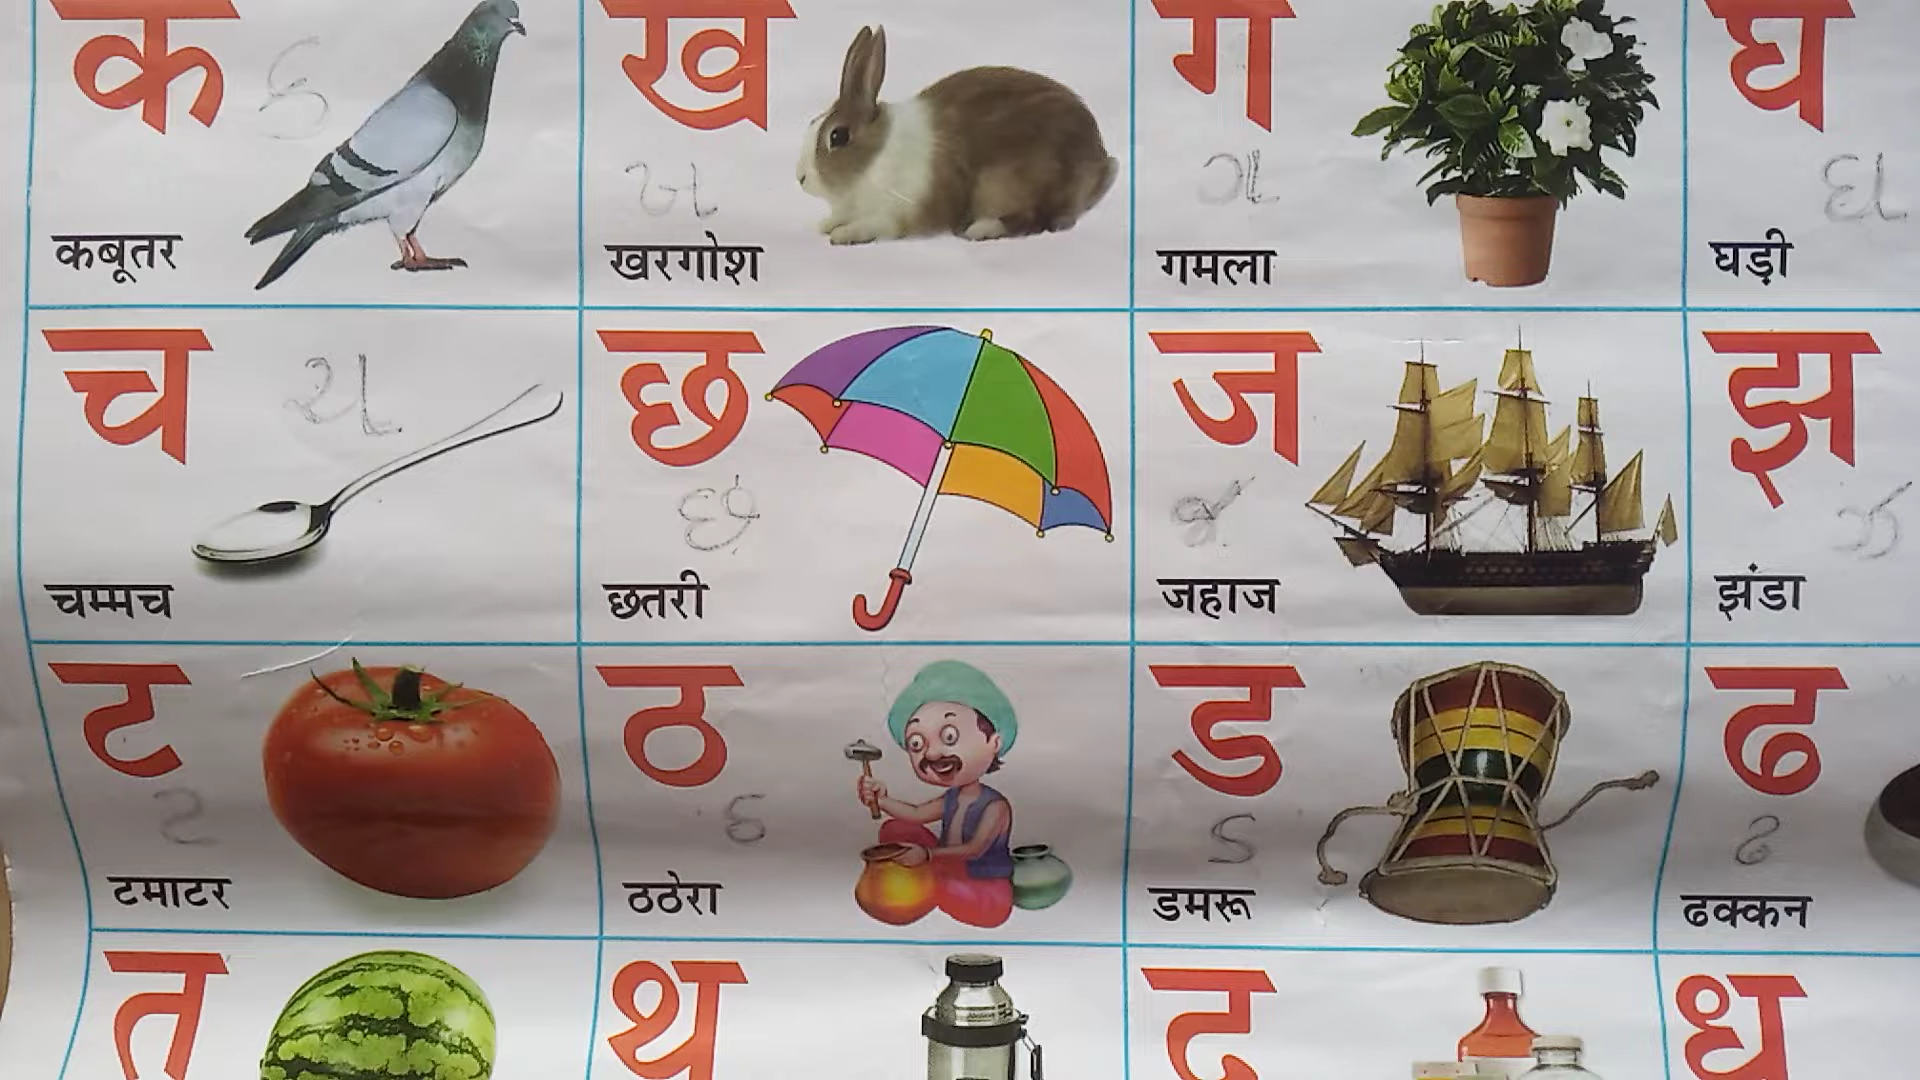 क ક ख ग घ
ખ ગ ઘ
कबूतर खरगोश गमला घड़ी
च ચ छ ज झ
છ જ ઝ
चम्मच छतरी जहाज झंडा
ट ठ ड ढ
ટ ઠ ડ ઢ
टमाटर ठठेरा डमरू ढक्कन
त थ द ध